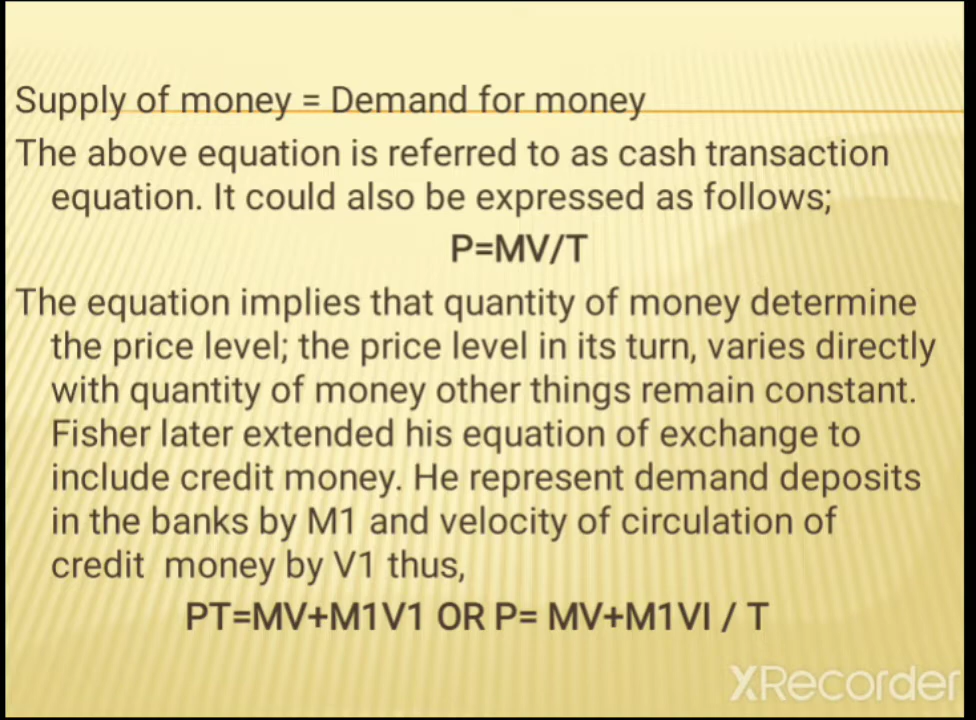 Supply of money = Demand for money
The above equation is referred to as cash transaction
equation. It could also be expressed as follows;
P=MV/T
The equation implies that quantity of money determine
the price level; the price level in its turn, varies directly
with quantity of money other things remain constant.
Fisher later extended his equation of exchange to
include credit money. He represent demand deposits
in the banks by M1 and velocity of circulation of
credit money by V1 thus,
PT=MV+M1V1 OR P= MV+M1VI / T
XRecorder